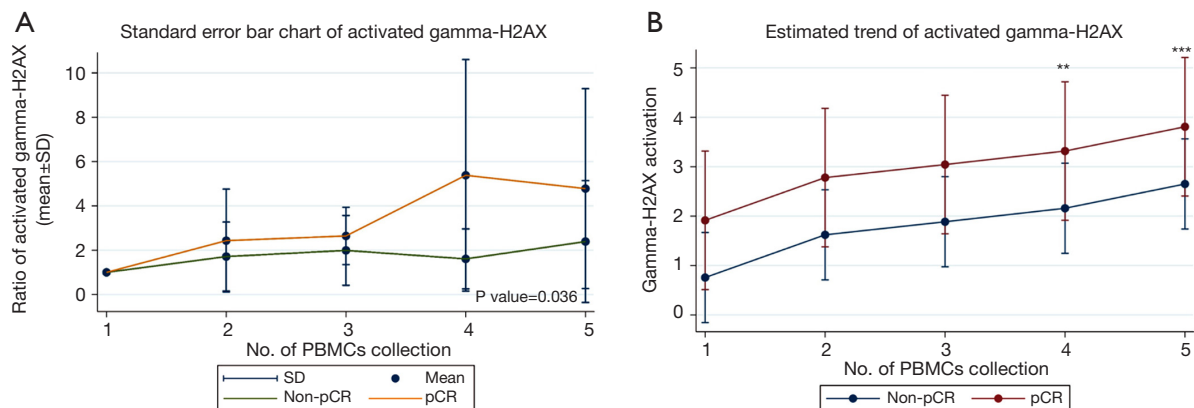 A
Standard error bar chart of activated gamma-H2AX
Ratio of activated gamma-H2AX
(mean±SD)
10
8
6
4
2
0
P value=0.036
1 2 3 4 5
No. of PBMCs collection
SD Mean
Non-pCR pCR
B
Estimated trend of activated gamma-H2AX
Gamma-H2AX activation
5
4
3
2
1
0
** ***
1 2 3 4 5
No. of PBMCs collection
Non-pCR pCR